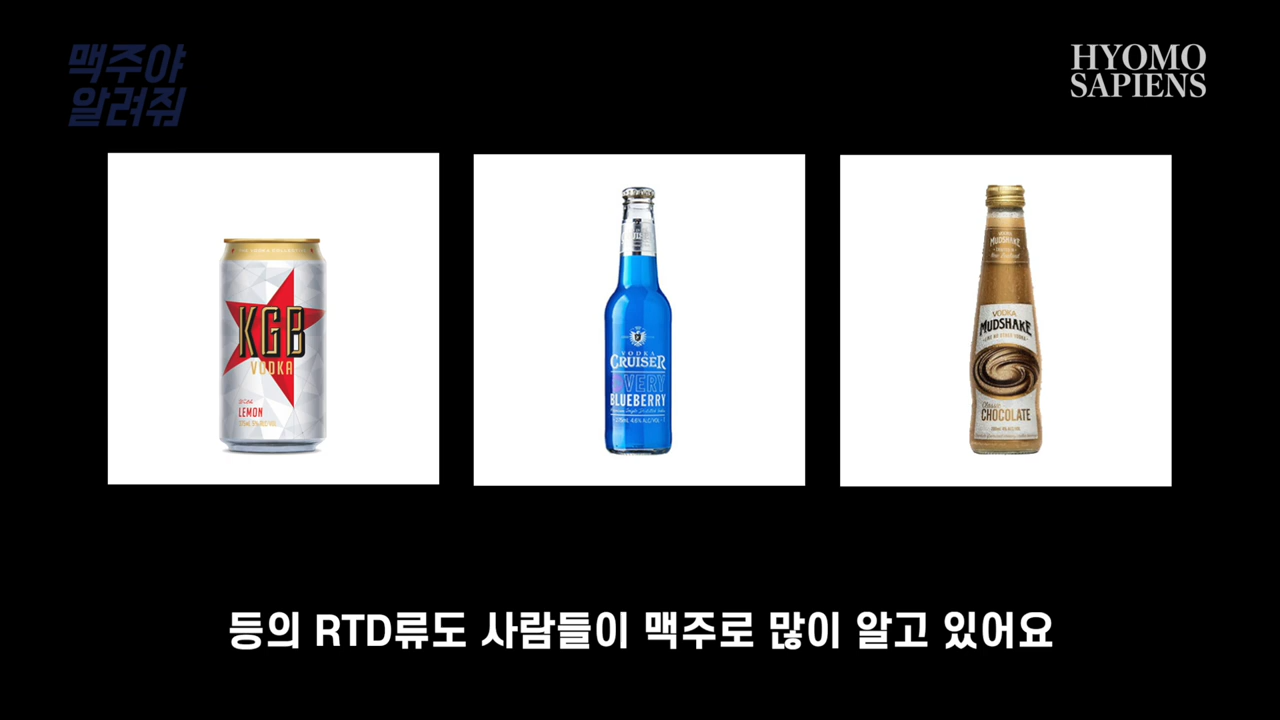 맥주야
알려줘
HYOMO
SAPIENS
KGB
VODKA
LEMON
VODKA
CRUISER
VERY
BLUEBERRY
MUDSHAKE
VODKA
MUDSHAKE
CHOCOLATE
등의 RTD류도 사람들이 맥주로 많이 알고 있어요